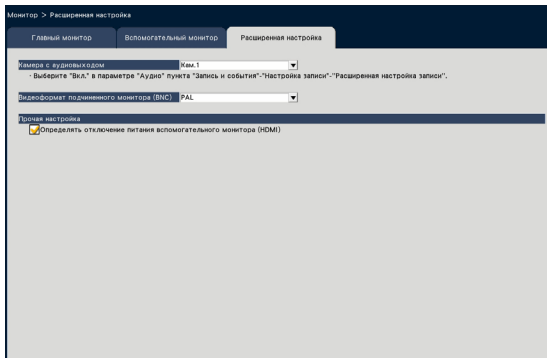 Монитор > Расширенная настройка
Главный монитор Вспомогательный монитор Расширенная настройка
Камера с аудиовыходом Кам.1
· Выберите "Вкл." в параметре "Аудио" пункта "Запись и события"-"Настройка записи"-"Расширенная настройка записи".
Видеоформат подчиненного монитора (BNC) PAL
Прочая настройка
Определять отключение питания вспомогательного монитора (HDMI)